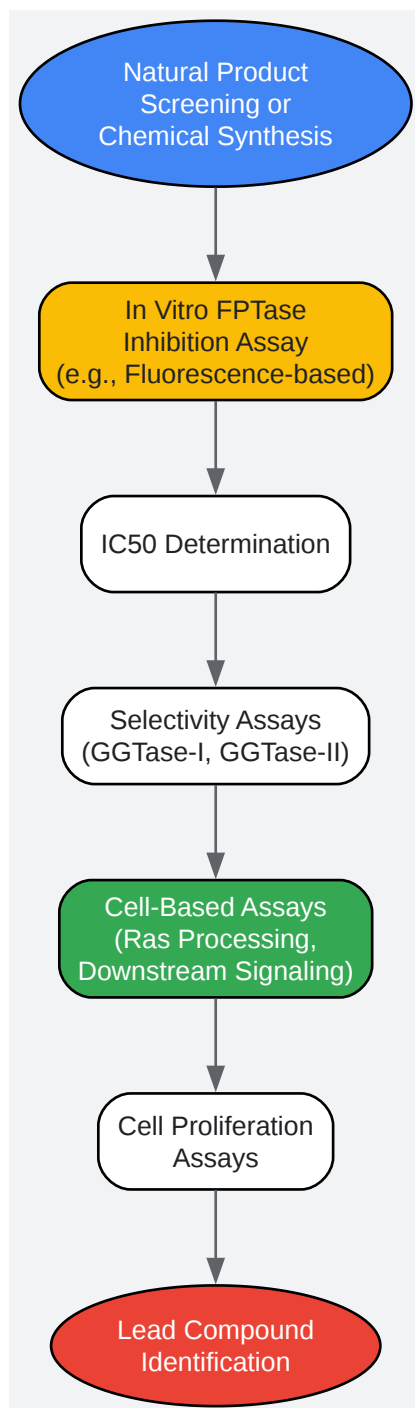 Natural Product
Screening or
Chemical Synthesis
In Vitro FPTase
Inhibition Assay
(e.g., Fluorescence-based)
IC50 Determination
Selectivity Assays
(GGTase-I, GGTase-II)
Cell-Based Assays
(Ras Processing,
Downstream Signaling)
Cell Proliferation
Assays
Lead Compound
Identification